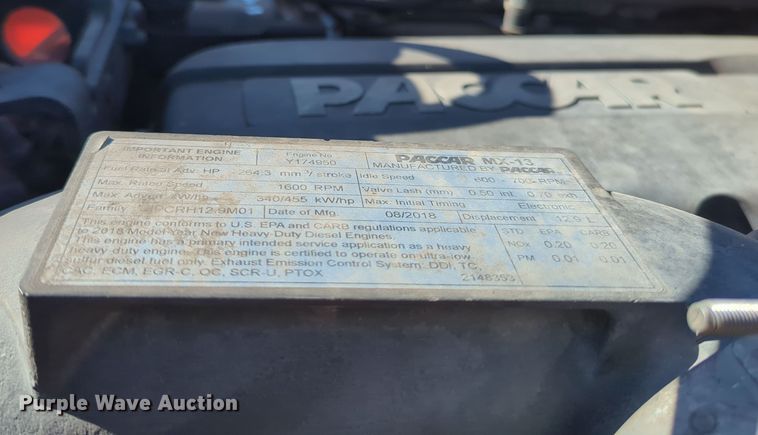 PACCAR
IMPORTANT ENGINE INFORMATION
Engine No Y174950
PACCAR MX-13
MANUFACTURED BY PACCAR
Adv. HP 264.3 mm³/stroke
Idle Speed 600 - RPM
Max. Rated Speed 1600 RPM
Valve Lash (mm) 0.50 int. exh.
Max kW/hp 340/455 kW/hp
Timing Electronic
Family CRH12.9M01
Date of Mfg. 08/2018
Displacement 12.9 L
This engine conforms to U.S. EPA and CARB regulations applicable
to 2018 Model Year New Heavy-Duty Diesel Engines.
This engine has a primary intended service application as a heavy
heavy-duty engine. This engine is certified to operate on ultra-low
sulfur diesel fuel only. Exhaust Emission Control System: DDI, TC,
CAC, ECM, EGR-C, OC, SCR-U, PTOX
STD EPA CARB
NOx 0.20 0.20
PM 0.01 0.01
2148353
Purple Wave Auction